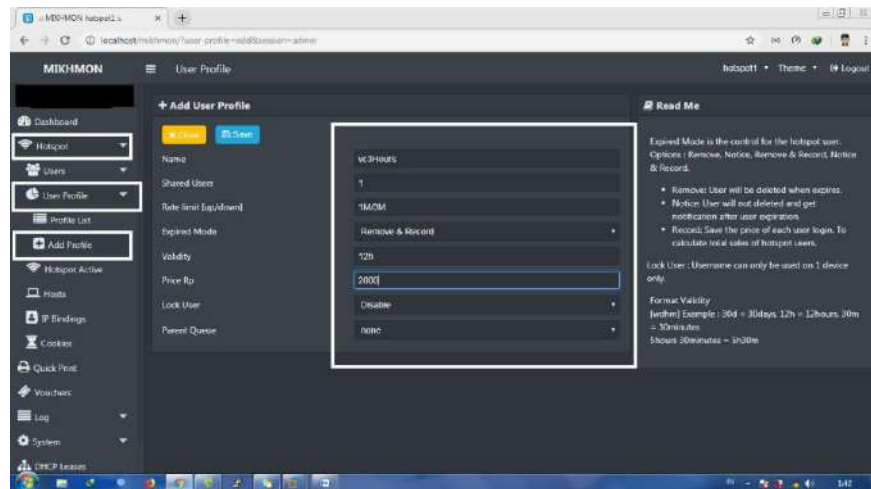 MIKHMON hotspot2
localhost/mikhmon/?user-profile=add&session=admin
MIKHMON
User Profile
hotspot1
Theme
Logout
Dashboard
Hotspot
Users
User Profile
Profile List
Add Profile
Hotspot Active
Hosts
IP Bindings
Cookies
Quick Print
Vouchers
Log
System
DHCP Leases
+ Add User Profile
Close
Save
Name
vc3Hours
Shared Users
1
Rate limit [up/down]
Expired Mode
Remove & Record
Validity
12h
Price Rp
2000
Lock User
Disable
Parent Queue
none
Read Me
Expired Mode is the control for the hotspot user.
Options : Remove, Notice, Remove & Record, Notice
& Record.
Remove: User will be deleted when expires.
Notice: User will not deleted and get
notification after user expiration.
Record: Save the price of each user login. To
calculate total sales of hotspot users.
Lock User : Username can only be used on 1 device
only.
Format Validity
[wdhm] Example : 30d = 30days, 12h = 12hours, 30m
= 30minutes
5hours 30minutes = 5h30m
1:42